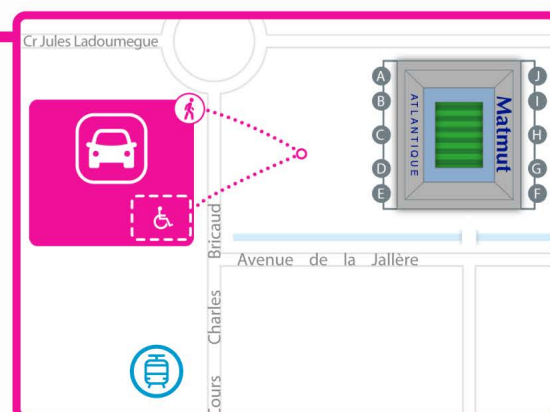 Cr Jules Ladoumegue
A
B
C
D
E
ATLANTIQUE
Matmut
J
I
H
G
F
Avenue de la Jallère
Cours Charles Bricaud